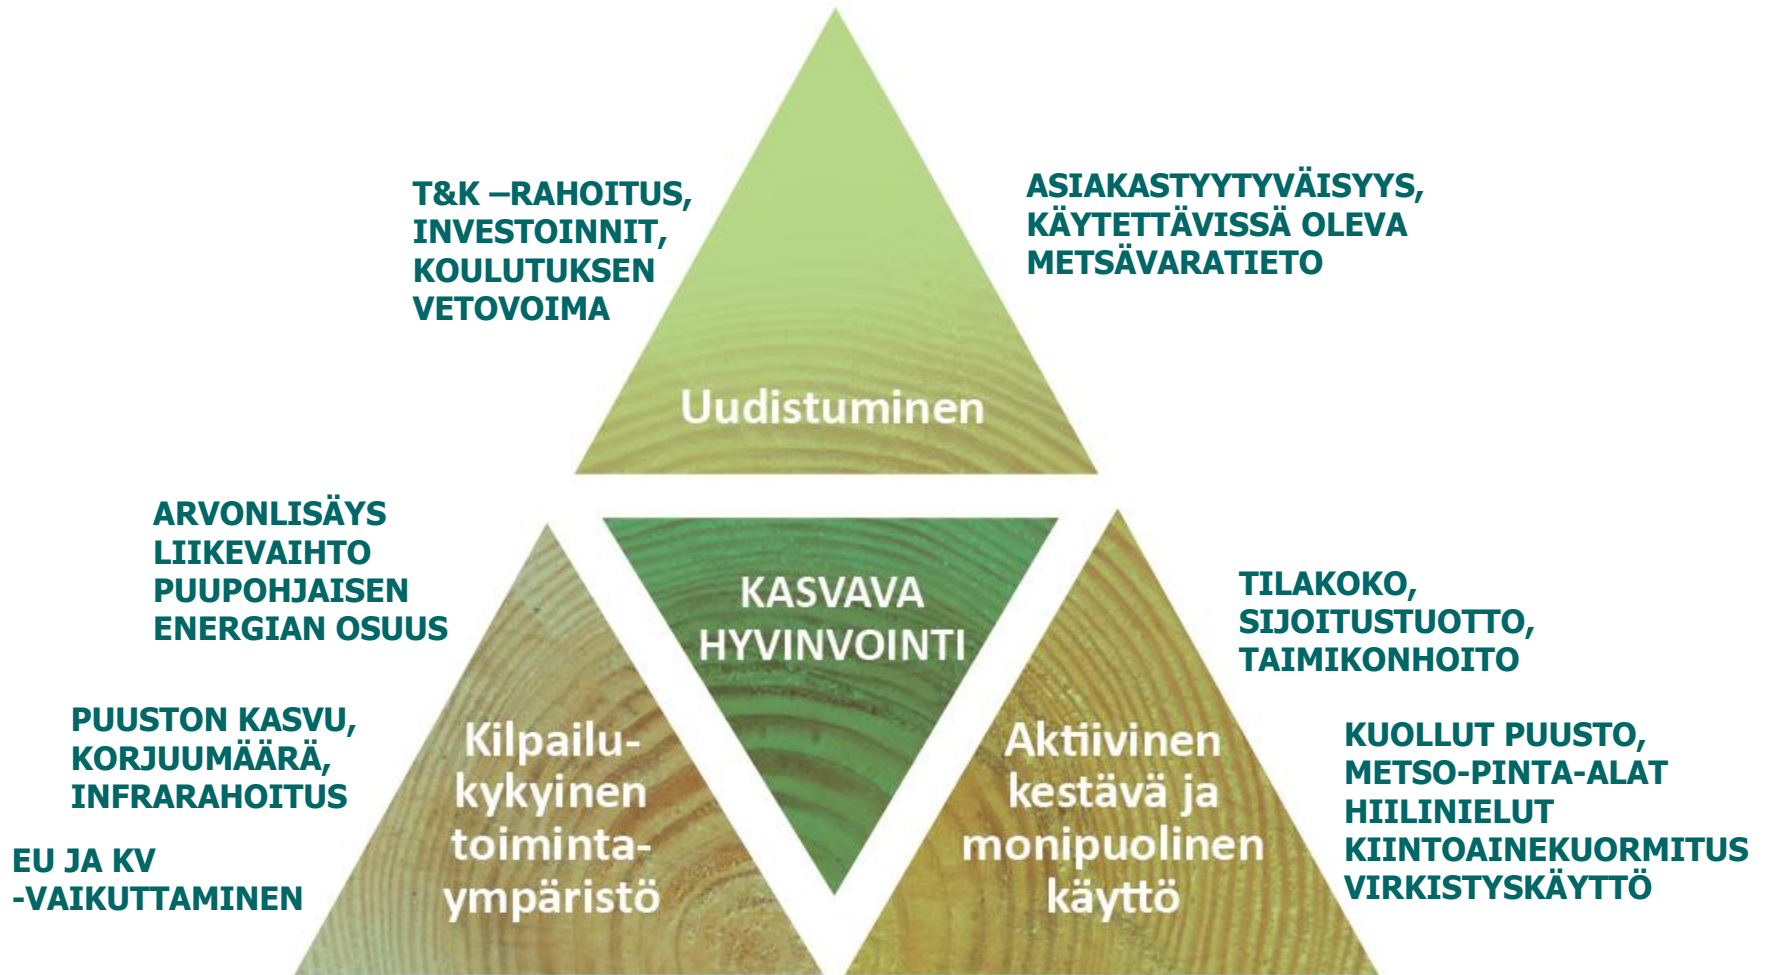 T&K –RAHOITUS,
INVESTOINNIT,
KOULUTUKSEN
VETOVOIMA
ASIAKASTYYTYVÄISYYS,
KÄYTETTÄVISSÄ OLEVA
METSÄVARATIETO
Uudistuminen
ARVONLISÄYS
LIIKEVAIHTO
PUUPOHJAISEN
ENERGIAN OSUUS
KASVAVA
HYVINVOINTI
TILAKOKO,
SIJOITUSTUOTTO,
TAIMIKONHOITO
PUUSTON KASVU,
KORJUUMÄÄRÄ,
INFRARAHOITUS
EU JA KV
-VAIKUTTAMINEN
Kilpailu-
kykyinen
toiminta-
ympäristö
Aktiivinen
kestävä ja
monipuolinen
käyttö
KUOLLUT PUUSTO,
METSO-PINTA-ALAT
HIILINIELUT
KIINTOAINEKUORMITUS
VIRKISTYSKÄYTTÖ